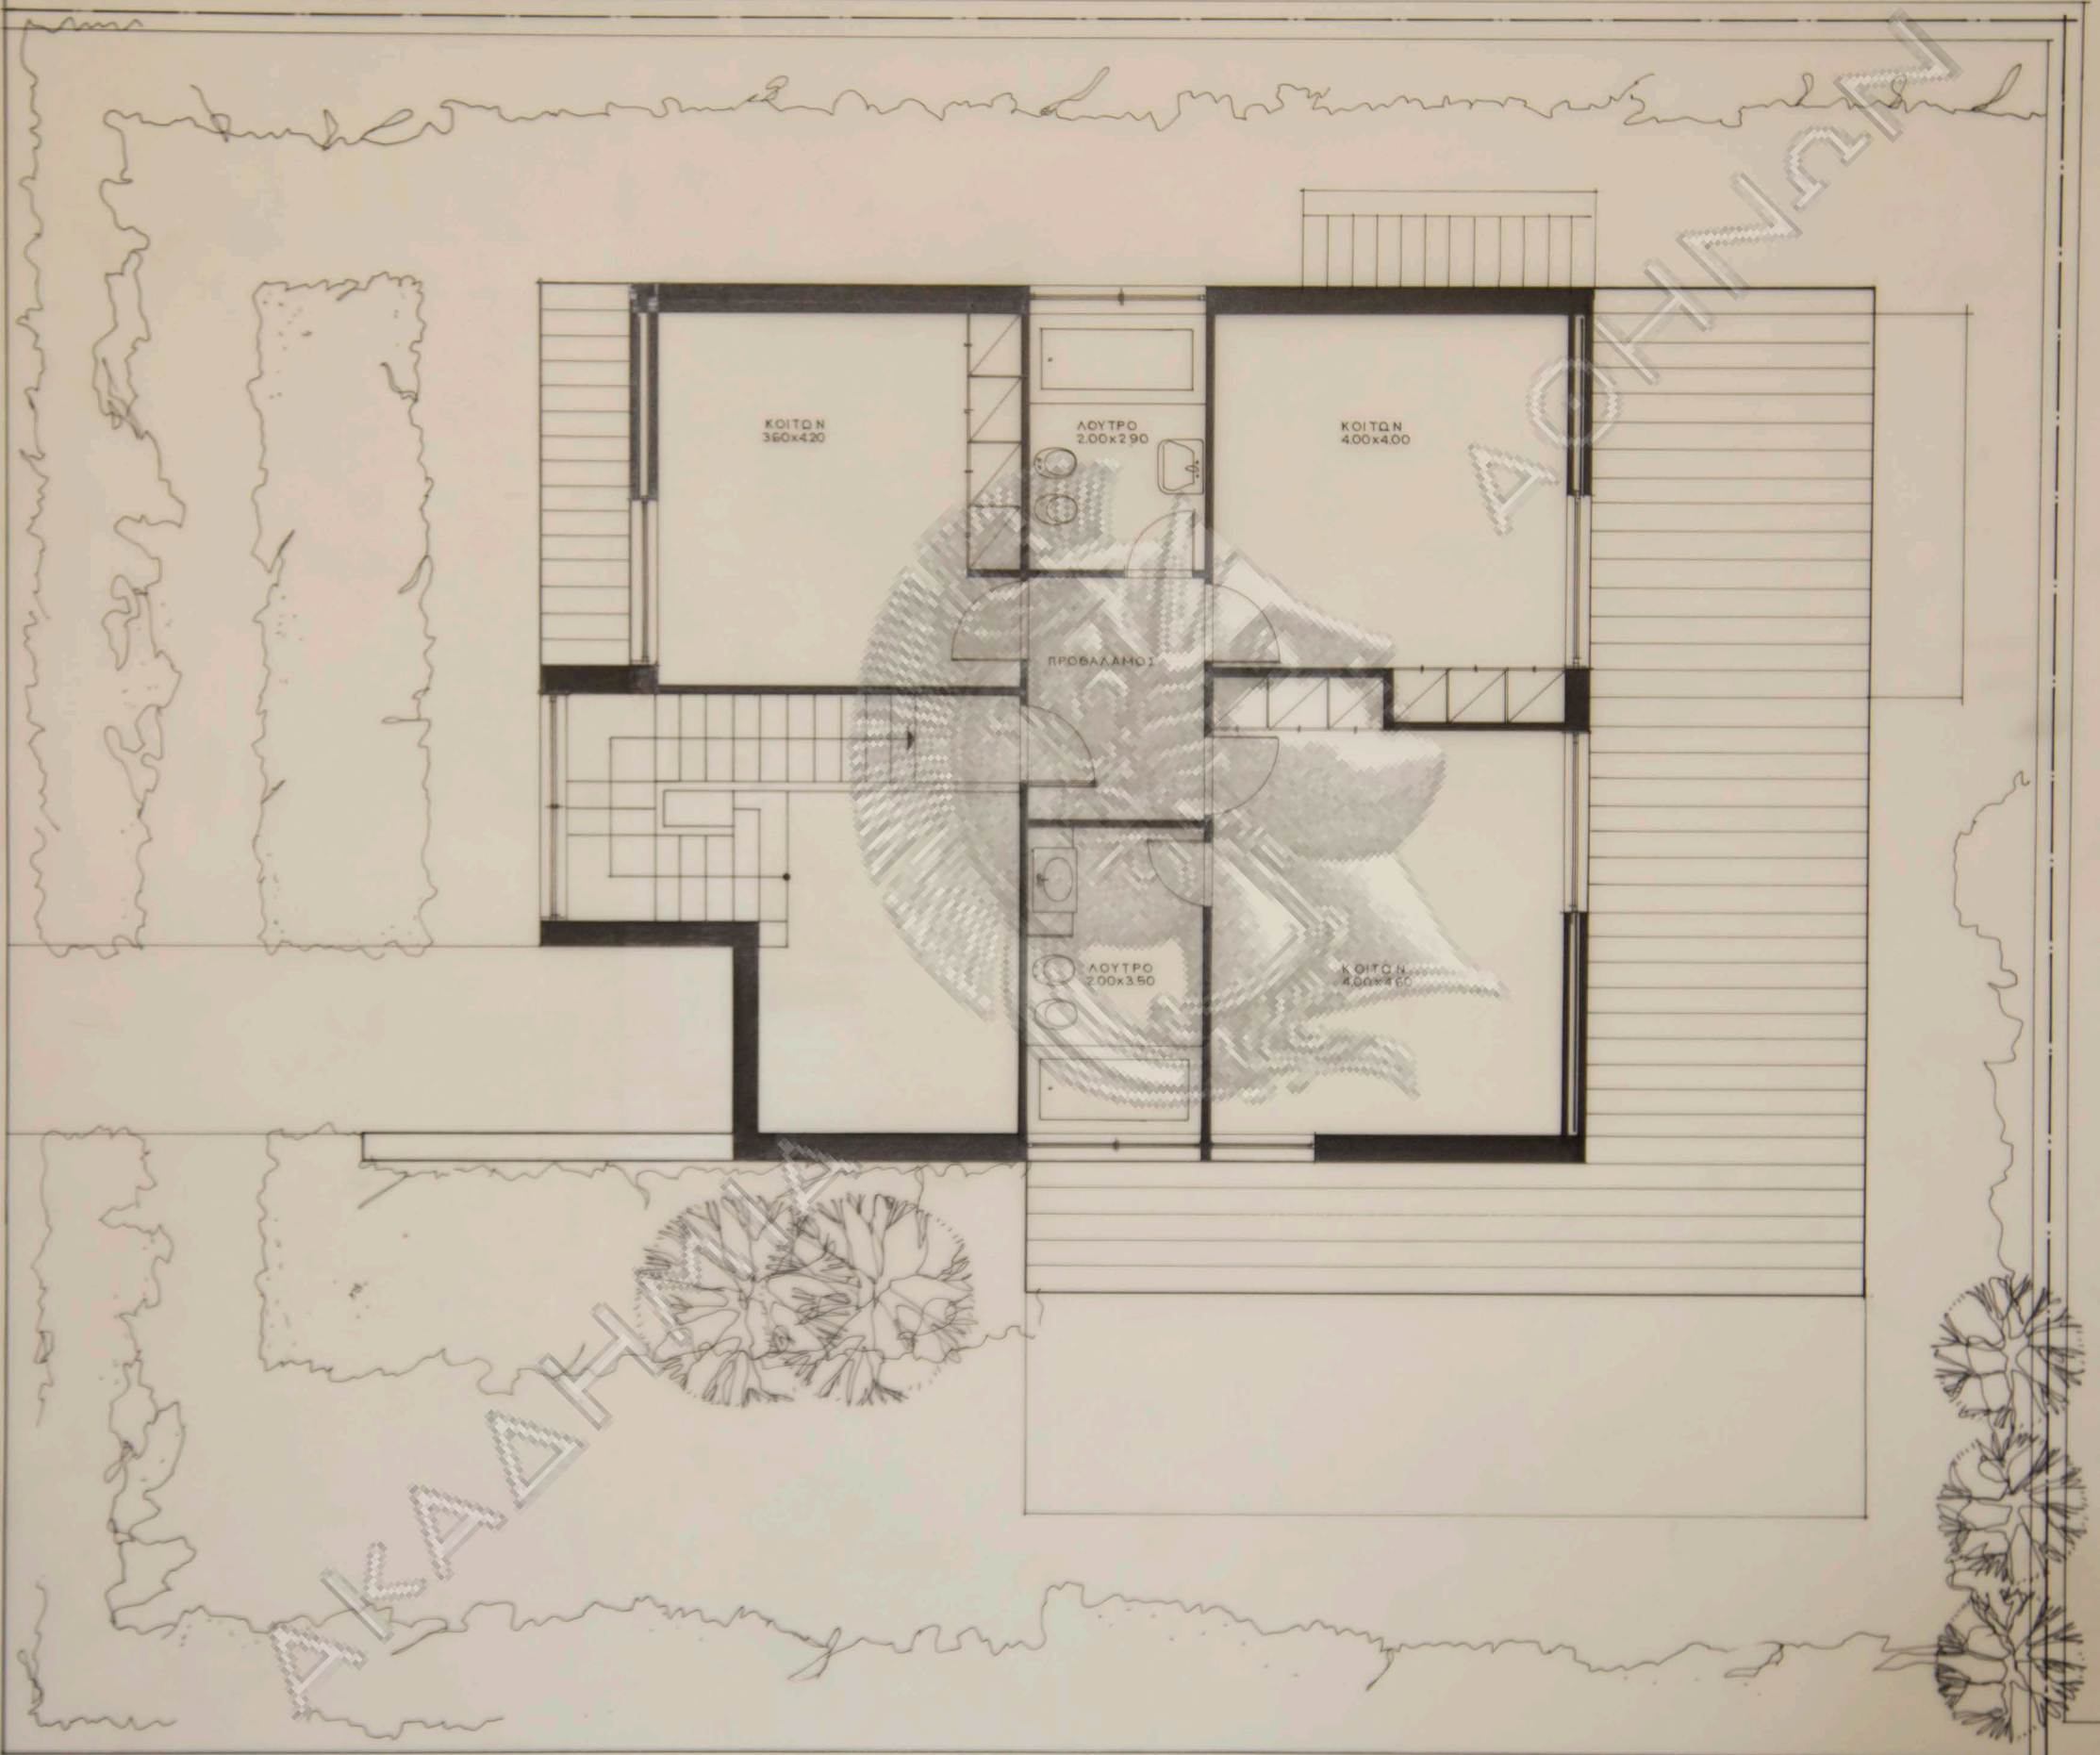 ΚΟΙΤΩΝ
3.60x4.20
ΛΟΥΤΡΟ
2.00x2.90
ΚΟΙΤΩΝ
4.00x4.00
ΠΡΟΘΑΛΑΜΟΣ
ΛΟΥΤΡΟ
2.00x3.50
ΚΟΙΤΩΝ
4.00x4.60
ΑΚΑΔΗΜΙΑ ΑΘΗΝΩΝ